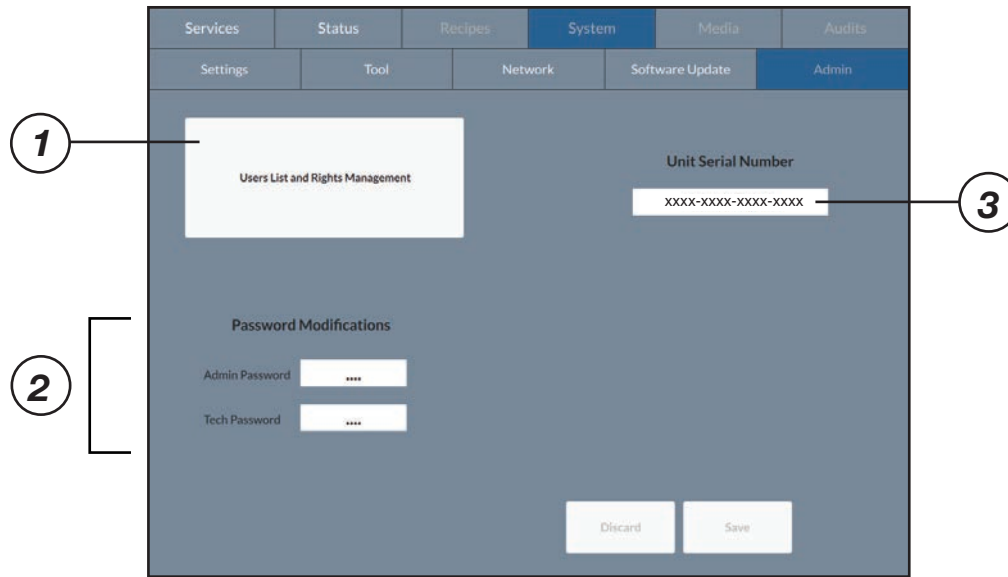 Services Status Recipes System Media Audits
Settings Tool Network Software Update Admin
1
Users List and Rights Management
Unit Serial Number
xxxx-xxxx-xxxx-xxxx
3
Password Modifications
2
Admin Password ....
Tech Password ....
Discard Save